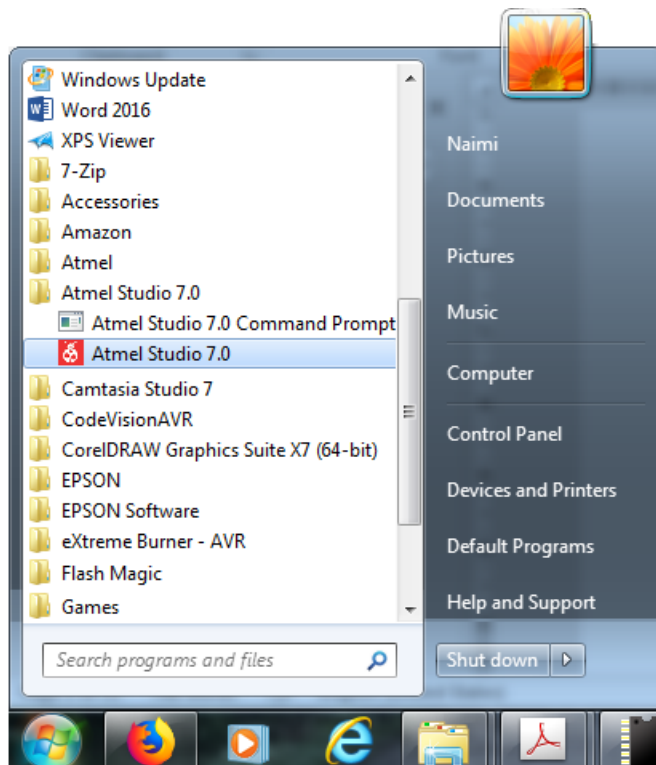 Windows Update
Word 2016
XPS Viewer
7-Zip
Accessories
Amazon
Atmel
Atmel Studio 7.0
Atmel Studio 7.0 Command Prompt
Atmel Studio 7.0
Camtasia Studio 7
CodeVisionAVR
CorelDRAW Graphics Suite X7 (64-bit)
EPSON
EPSON Software
eXtreme Burner - AVR
Flash Magic
Games
Search programs and files
Naimi
Documents
Pictures
Music
Computer
Control Panel
Devices and Printers
Default Programs
Help and Support
Shut down